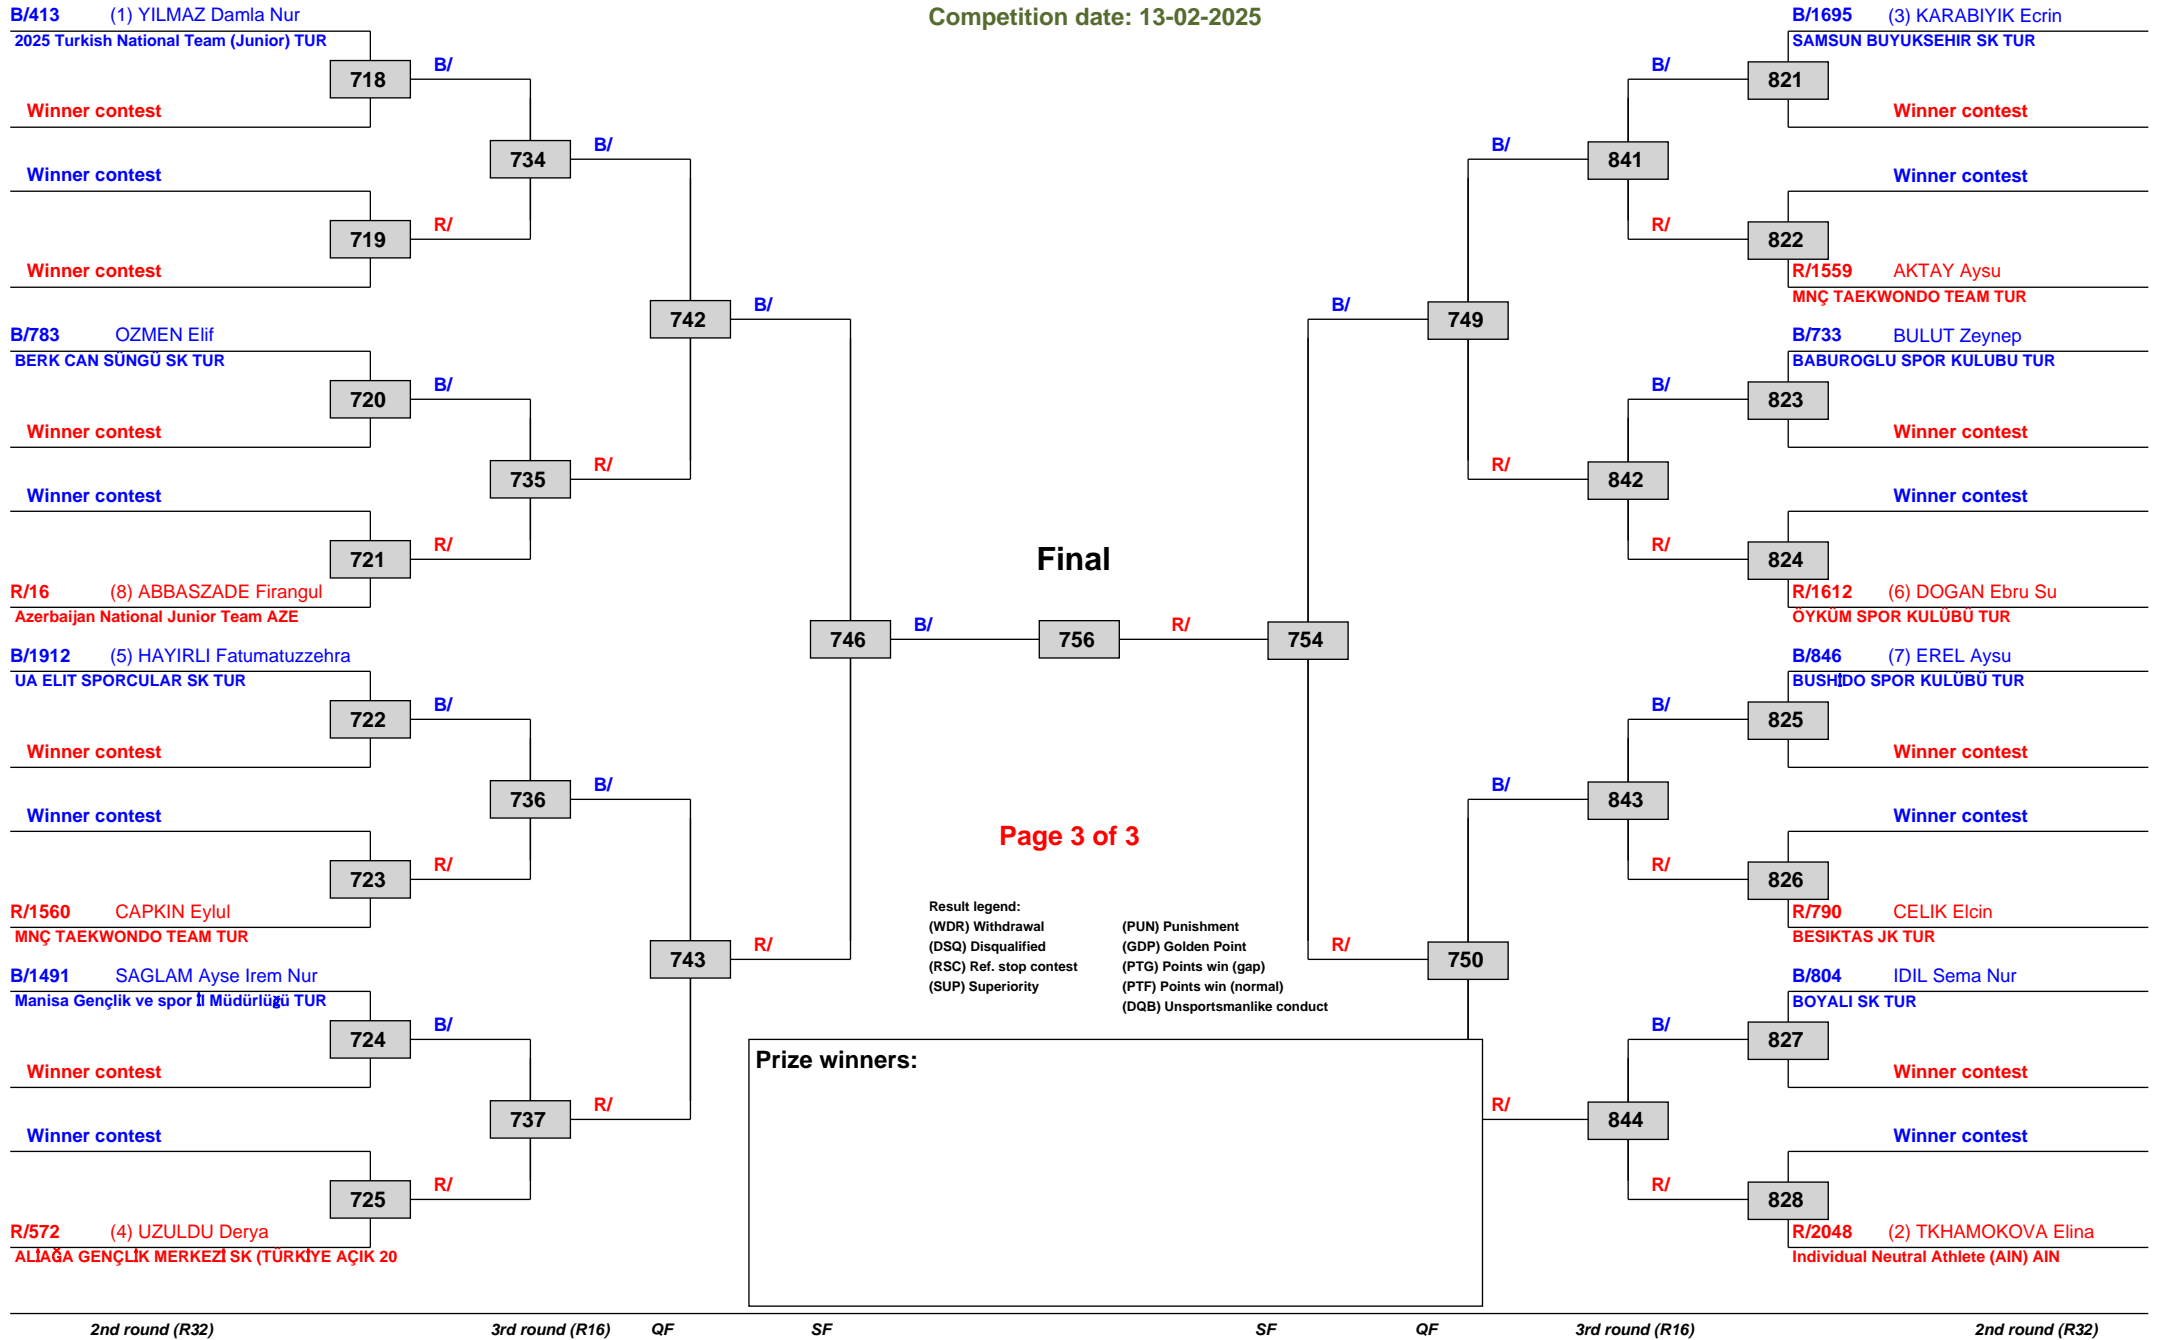 Competition date: 13-02-2025
B/413 (1) YILMAZ Damla Nur
2025 Turkish National Team (Junior) TUR
718
B/
Winner contest
734
B/
Winner contest
719
R/
Winner contest
742
B/
B/783 OZMEN Elif
BERK CAN SÜNGÜ SK TUR
720
B/
Winner contest
735
R/
Winner contest
721
R/
R/16 (8) ABBASZADE Firangul
Azerbaijan National Junior Team AZE
746
B/
B/1912 (5) HAYIRLI Fatumatuzzehra
UA ELIT SPORCULAR SK TUR
722
B/
Winner contest
736
B/
Winner contest
723
R/
R/1560 CAPKIN Eylul
MNÇ TAEKWONDO TEAM TUR
743
R/
B/1491 SAGLAM Ayse Irem Nur
Manisa Gençlik ve spor İl Müdürlüğü TUR
724
B/
Winner contest
737
R/
Winner contest
725
R/
R/572 (4) UZULDU Derya
ALİAĞA GENÇLİK MERKEZİ SK (TÜRKİYE AÇIK 20
Final
756
R/
754
Page 3 of 3
Result legend:
(WDR) Withdrawal (PUN) Punishment
(DSQ) Disqualified (GDP) Golden Point
(RSC) Ref. stop contest (PTG) Points win (gap)
(SUP) Superiority (PTF) Points win (normal)
(DQB) Unsportsmanlike conduct
Prize winners:
B/1695 (3) KARABIYIK Ecrin
SAMSUN BUYUKSEHIR SK TUR
B/
821
Winner contest
B/
841
Winner contest
R/
822
R/1559 AKTAY Aysu
MNÇ TAEKWONDO TEAM TUR
B/
749
B/733 BULUT Zeynep
BABUROGLU SPOR KULUBU TUR
B/
823
Winner contest
R/
842
Winner contest
R/
824
R/1612 (6) DOGAN Ebru Su
ÖYKÜM SPOR KULÜBÜ TUR
B/846 (7) EREL Aysu
BUSHİDO SPOR KULÜBÜ TUR
B/
825
Winner contest
B/
843
Winner contest
R/
826
R/790 CELIK Elcin
BESIKTAS JK TUR
R/
750
B/804 IDIL Sema Nur
BOYALI SK TUR
B/
827
Winner contest
R/
844
Winner contest
R/
828
R/2048 (2) TKHAMOKOVA Elina
Individual Neutral Athlete (AIN) AIN
2nd round (R32) 3rd round (R16) QF SF SF QF 3rd round (R16) 2nd round (R32)